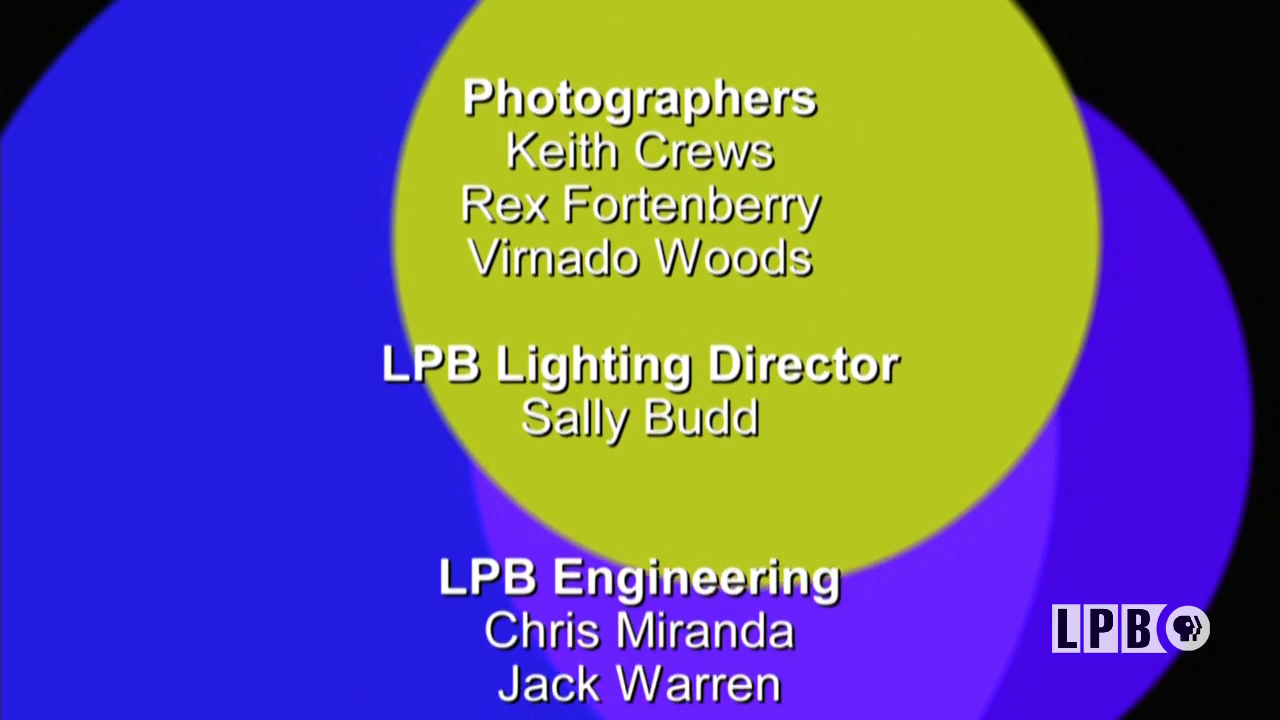 Photographers
Keith Crews
Rex Fortenberry
Virnado Woods
LPB Lighting Director
Sally Budd
LPB Engineering
Chris Miranda
Jack Warren
LPB